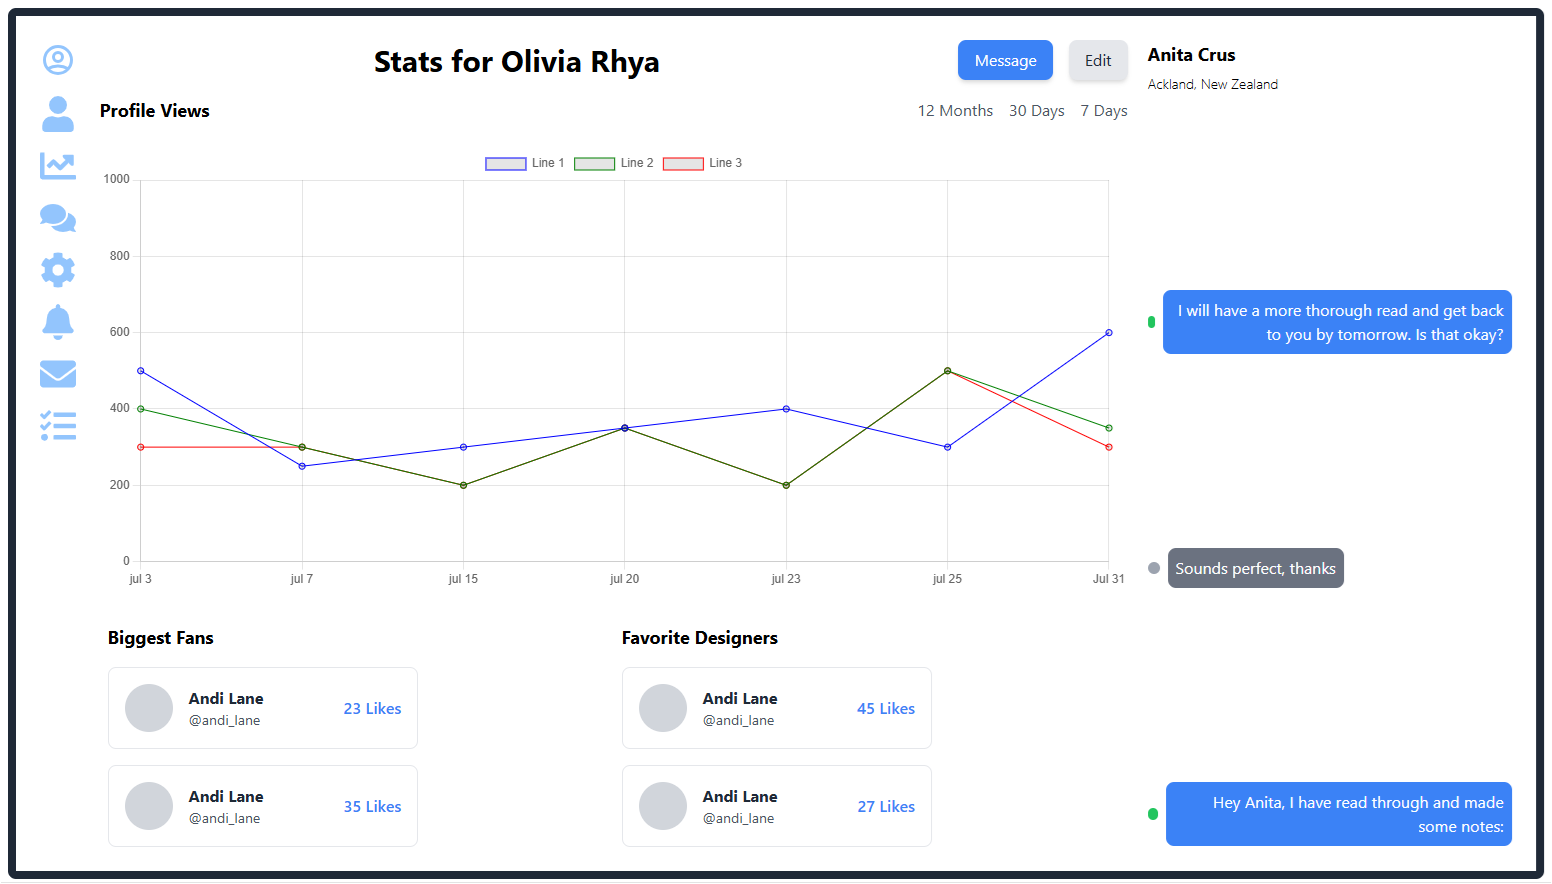 Stats for Olivia Rhya
Message
Edit
Profile Views
12 Months
30 Days
7 Days
Line 1
Line 2
Line 3
1000
800
600
400
200
0
jul 3
jul 7
jul 15
jul 20
jul 23
jul 25
Jul 31
Biggest Fans
Andi Lane
@andi_lane
23 Likes
Andi Lane
@andi_lane
35 Likes
Favorite Designers
Andi Lane
@andi_lane
45 Likes
Andi Lane
@andi_lane
27 Likes
Anita Crus
Ackland, New Zealand
I will have a more thorough read and get back
to you by tomorrow. Is that okay?
Sounds perfect, thanks
Hey Anita, I have read through and made
some notes: